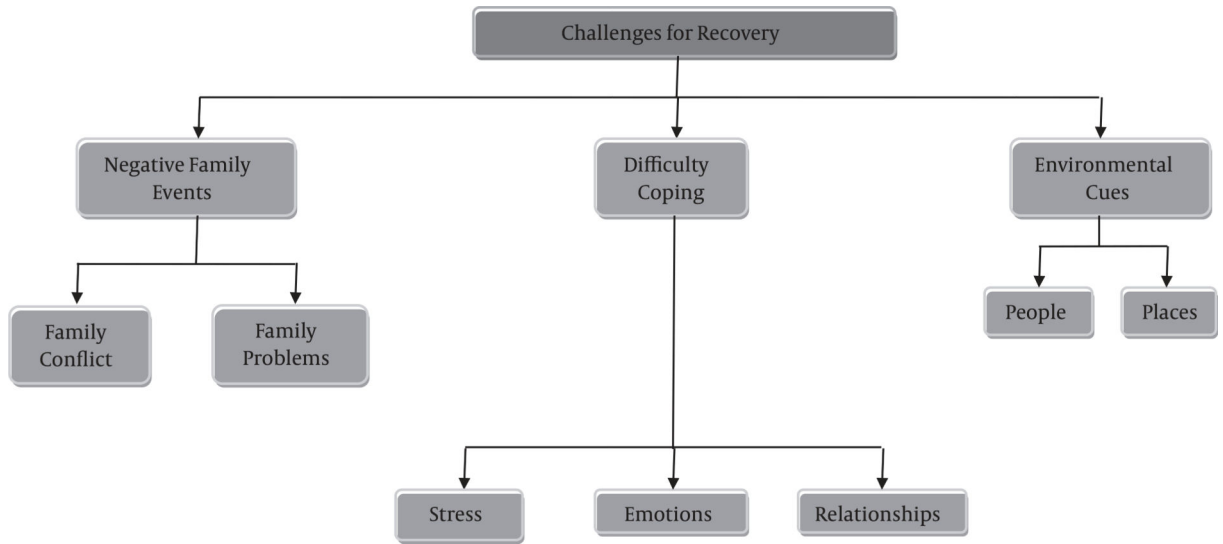 Challenges for Recovery
Negative Family
Events
Difficulty
Coping
Environmental
Cues
Family
Conflict
Family
Problems
People
Places
Stress
Emotions
Relationships